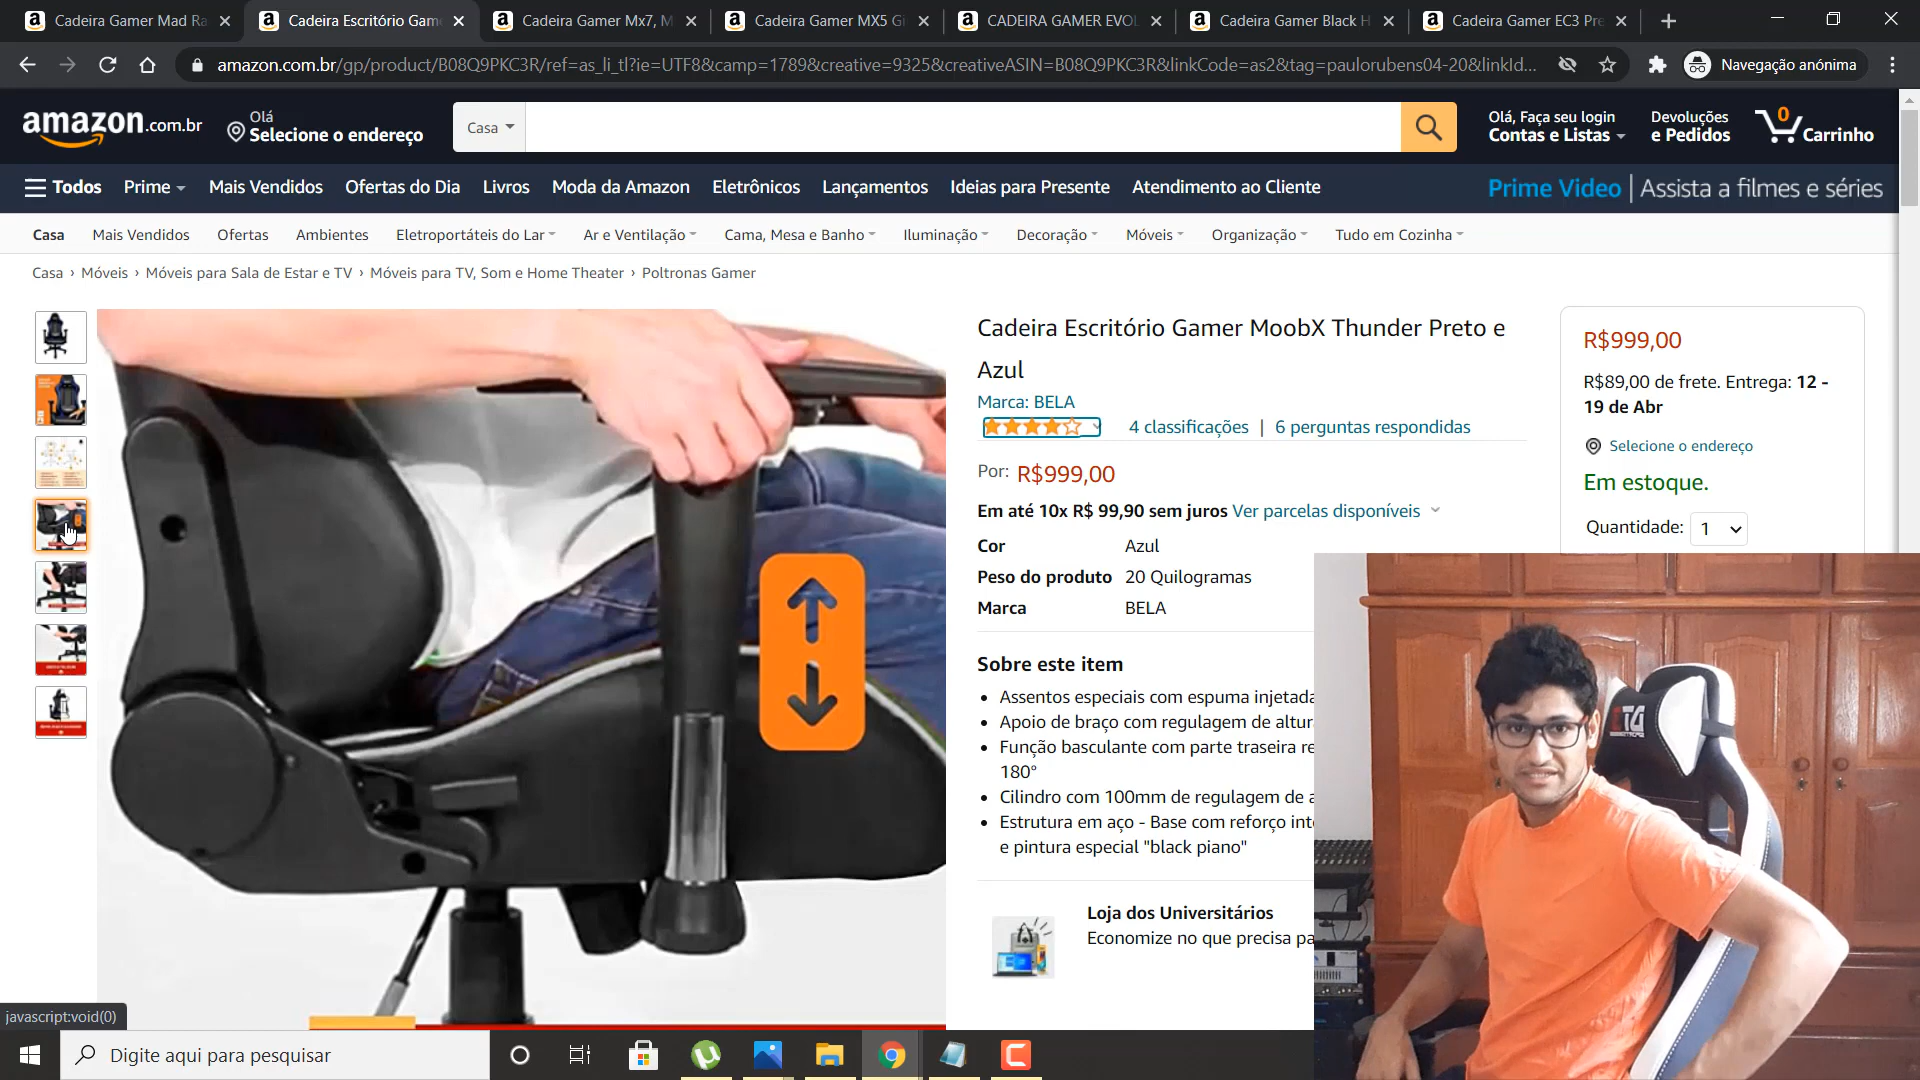 Cadeira Gamer Mad Ra
Cadeira Escritório Gam
Cadeira Gamer Mx7, M
Cadeira Gamer MX5 Gi
CADEIRA GAMER EVOL
Cadeira Gamer Black H
Cadeira Gamer EC3 Pre
amazon.com.br/gp/product/B08Q9PKC3R/ref=as_li_tl?ie=UTF8&camp=1789&creative=9325&creativeASIN=B08Q9PKC3R&linkCode=as2&tag=paulorubens04-20&linkId...
Navegação anónima
amazon.com.br
Olá
Selecione o endereço
Casa
Olá, Faça seu login
Contas e Listas
Devoluções
e Pedidos
0
Carrinho
Todos
Prime
Mais Vendidos
Ofertas do Dia
Livros
Moda da Amazon
Eletrônicos
Lançamentos
Ideias para Presente
Atendimento ao Cliente
Prime Video | Assista a filmes e séries
Casa
Mais Vendidos
Ofertas
Ambientes
Eletroportáteis do Lar
Ar e Ventilação
Cama, Mesa e Banho
Iluminação
Decoração
Móveis
Organização
Tudo em Cozinha
Casa › Móveis › Móveis para Sala de Estar e TV › Móveis para TV, Som e Home Theater › Poltronas Gamer
Cadeira Escritório Gamer MoobX Thunder Preto e
Azul
Marca: BELA
4 classificações | 6 perguntas respondidas
Por: R$999,00
Em até 10x R$ 99,90 sem juros Ver parcelas disponíveis
Cor Azul
Peso do produto 20 Quilogramas
Marca BELA
Sobre este item
Assentos especiais com espuma injetada
Apoio de braço com regulagem de altur
Função basculante com parte traseira re
180°
Cilindro com 100mm de regulagem de a
Estrutura em aço - Base com reforço int
e pintura especial "black piano"
Loja dos Universitários
Economize no que precisa pa
R$999,00
R$89,00 de frete. Entrega: 12 -
19 de Abr
Selecione o endereço
Em estoque.
Quantidade: 1
javascript:void(0)
Digite aqui para pesquisar